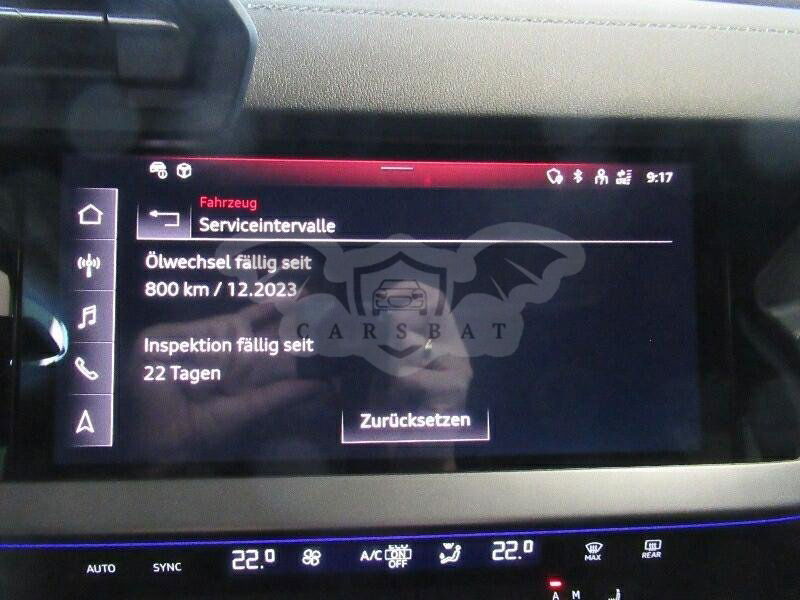 9:17
Fahrzeug
Serviceintervalle
Ölwechsel fällig seit
800 km / 12.2023
CARSBAT
Inspektion fällig seit
22 Tagen
Zurücksetzen
AUTO SYNC 22.0 A/C ECO ON OFF 22.0 MAX REAR
A M